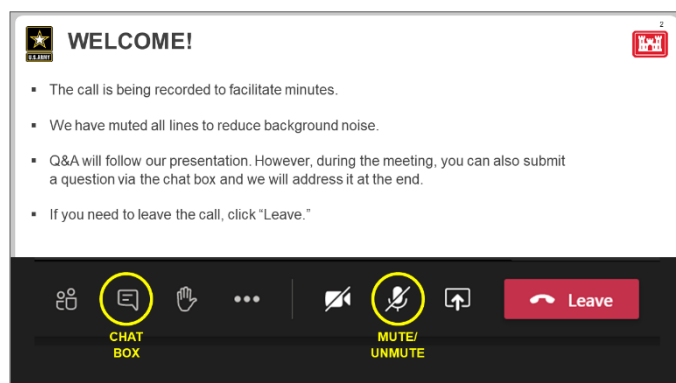 2
WELCOME!
U.S.ARMY
▪ The call is being recorded to facilitate minutes.
▪ We have muted all lines to reduce background noise.
▪ Q&A will follow our presentation. However, during the meeting, you can also submit
a question via the chat box and we will address it at the end.
▪ If you need to leave the call, click “Leave.”
Leave
CHAT
BOX
MUTE/
UNMUTE